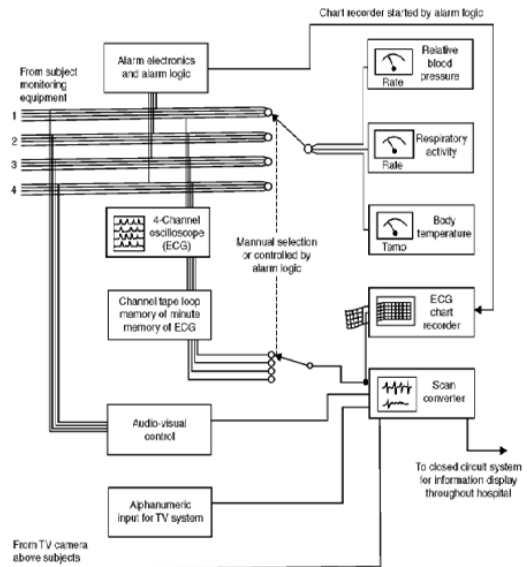 Chart recorder started by alarm logic
Alarm electronics
and alarm logic
From subject
monitoring
equipment
1
2
3
4
Relative
blood
pressure
Rate
Respiratory
activity
Rate
Body
temperature
Temp
4-Channel
oscilloscope
(ECG)
Mannual selection
or controlled by
alarm logic
Channel tape loop
memory of minute
memory of ECG
ECG
chart
recorder
Scan
converter
Audio-visual
control
To closed circuit system
for information display
throughout hospital
Alphanumeric
input for TV system
From TV camera
above subjects